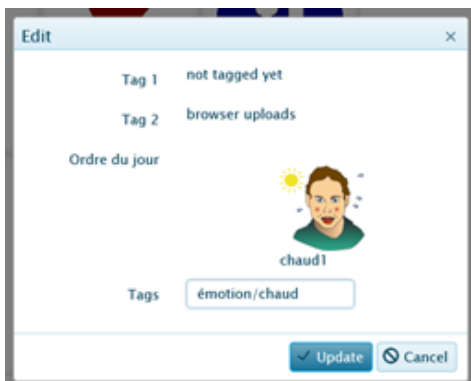 Edit ×
Tag 1 not tagged yet
Tag 2 browser uploads
Ordre du jour
chaud1
Tags émotion/chaud
Update Cancel